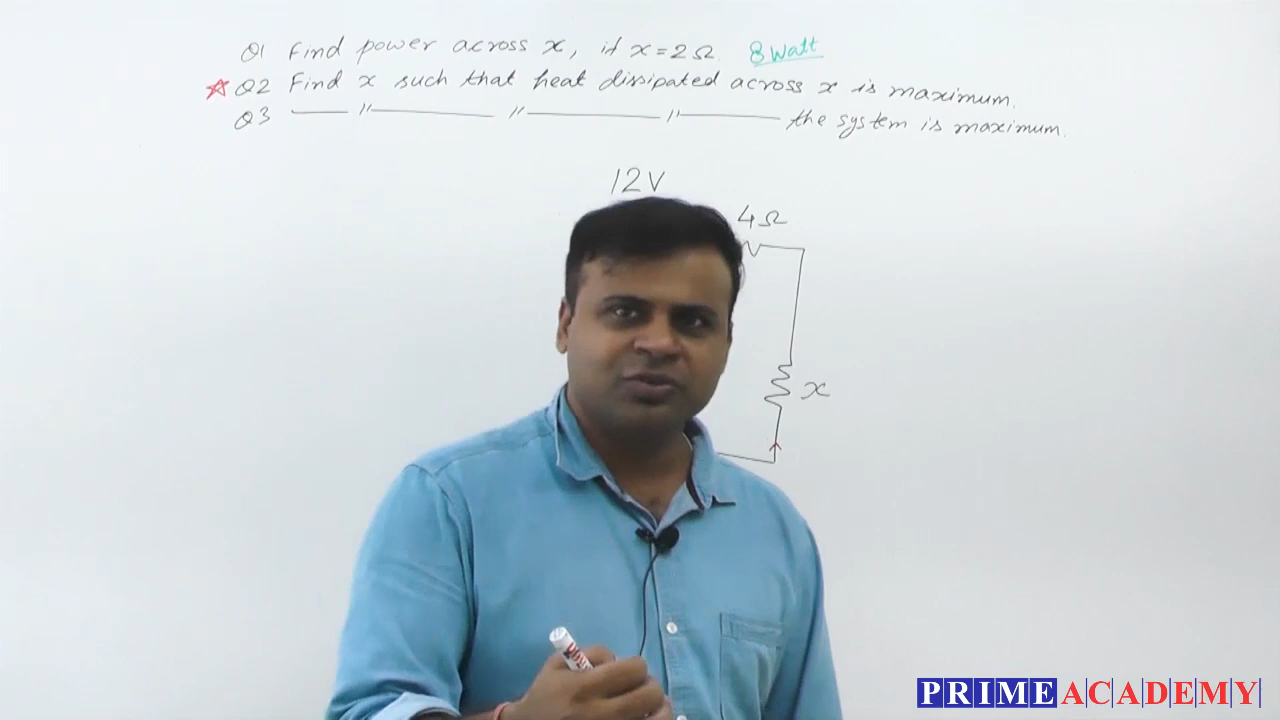 Q1 Find power across x, if x=2Ω. 8 Watt
☆ Q2 Find x such that heat dissipated across x is maximum.
Q3 —〃—〃—〃— the system is maximum.
12V
4Ω
x
PRIME ACADEMY